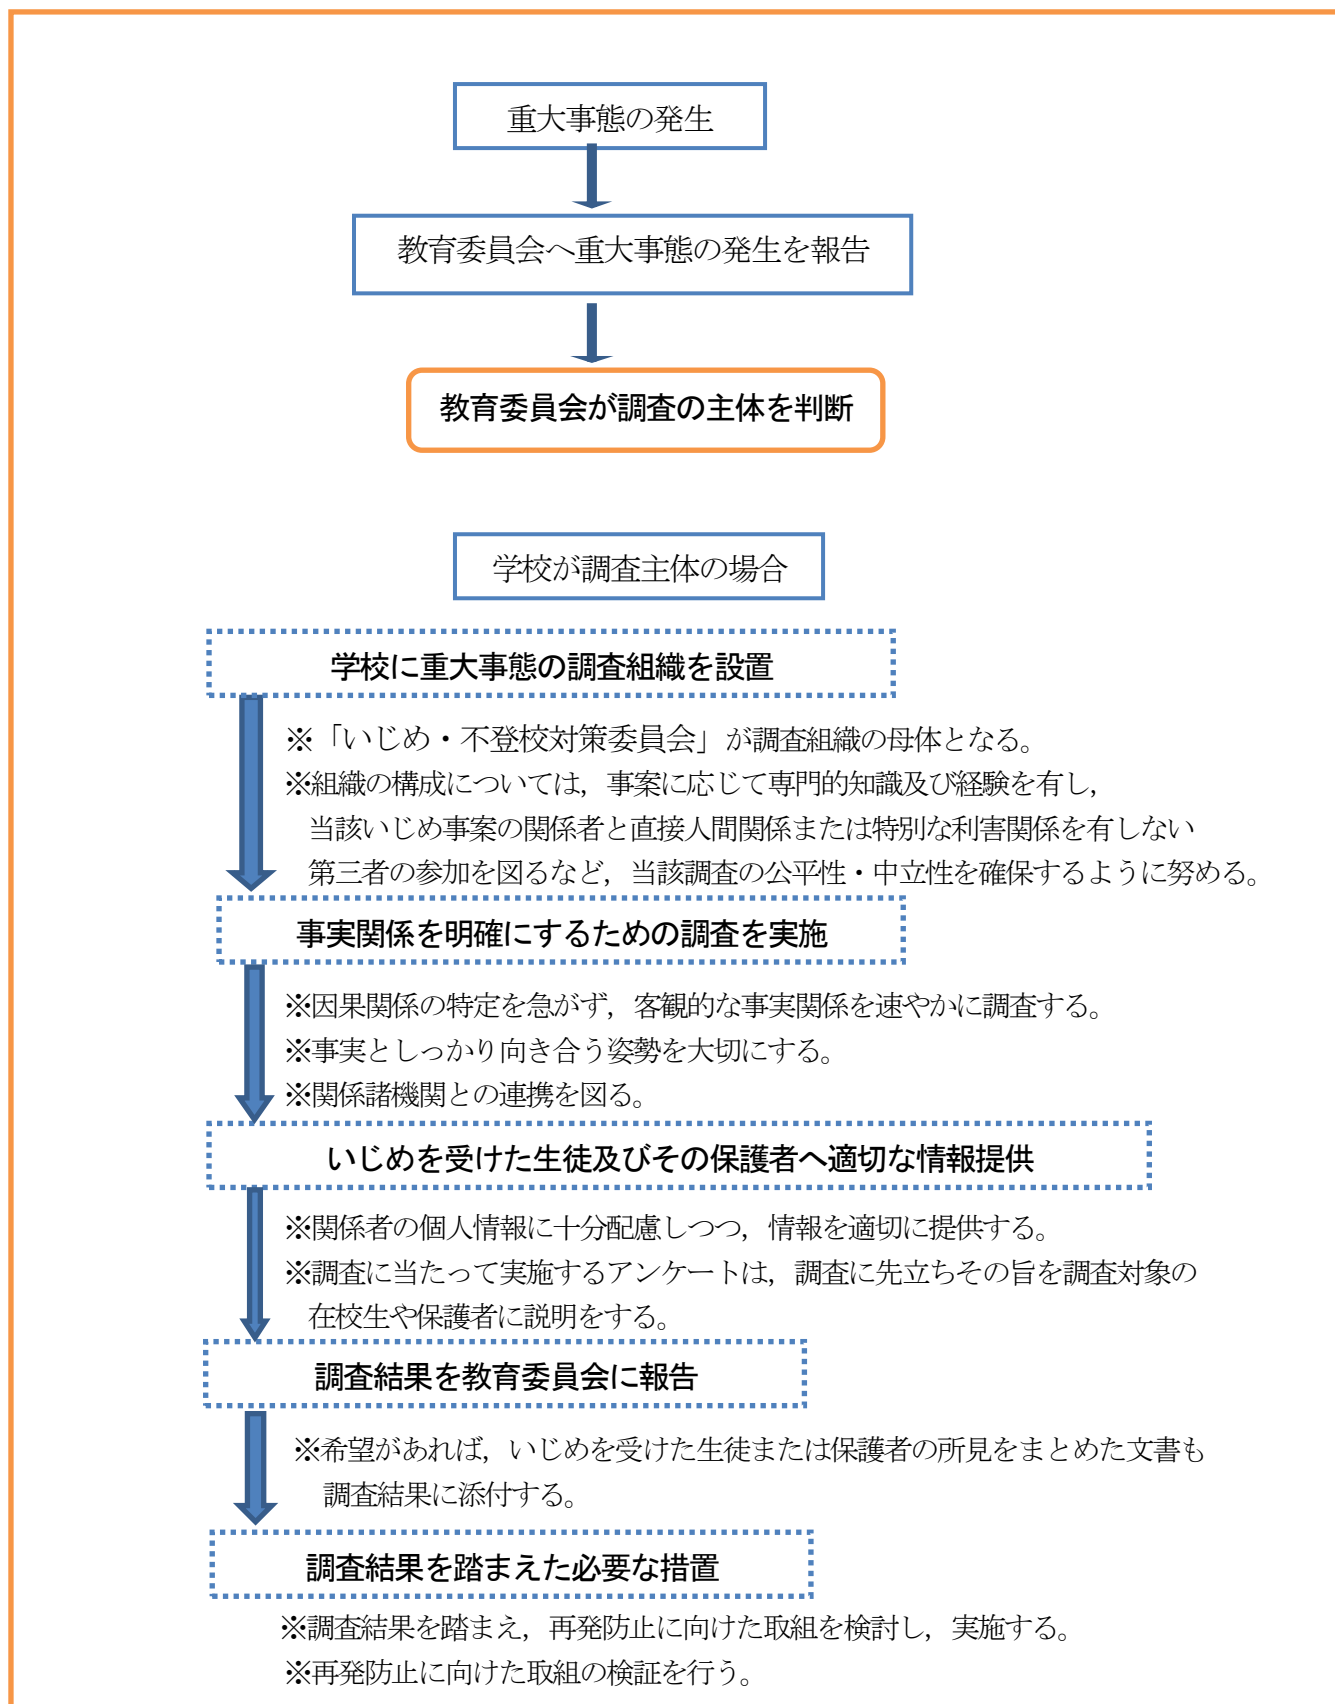 重大事態の発生
教育委員会へ重大事態の発生を報告
教育委員会が調査の主体を判断
学校が調査主体の場合
学校に重大事態の調査組織を設置
※「いじめ・不登校対策委員会」が調査組織の母体となる。
※組織の構成については，事案に応じて専門的知識及び経験を有し，
当該いじめ事案の関係者と直接人間関係または特別な利害関係を有しない
第三者の参加を図るなど，当該調査の公平性・中立性を確保するように努める。
事実関係を明確にするための調査を実施
※因果関係の特定を急がず，客観的な事実関係を速やかに調査する。
※事実としっかり向き合う姿勢を大切にする。
※関係諸機関との連携を図る。
いじめを受けた生徒及びその保護者へ適切な情報提供
※関係者の個人情報に十分配慮しつつ，情報を適切に提供する。
※調査に当たって実施するアンケートは，調査に先立ちその旨を調査対象の
在校生や保護者に説明をする。
調査結果を教育委員会に報告
※希望があれば，いじめを受けた生徒または保護者の所見をまとめた文書も
調査結果に添付する。
調査結果を踏まえた必要な措置
※調査結果を踏まえ，再発防止に向けた取組を検討し，実施する。
※再発防止に向けた取組の検証を行う。